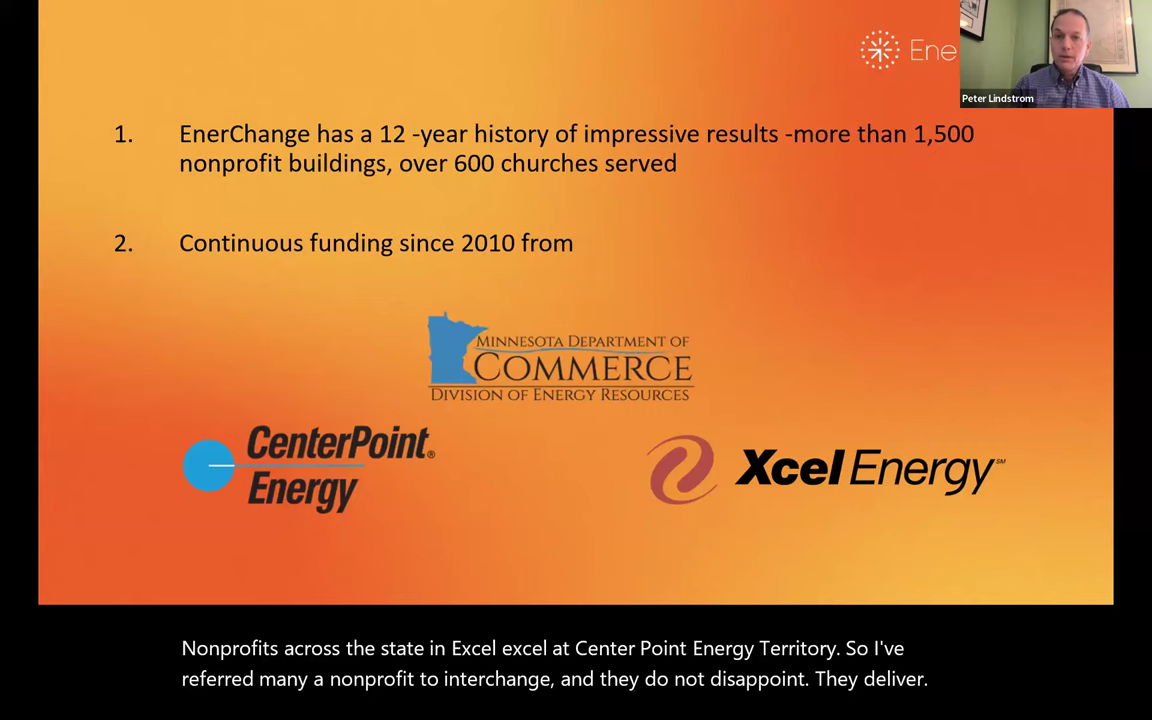 Ene
Peter Lindstrom
1. EnerChange has a 12 -year history of impressive results -more than 1,500
nonprofit buildings, over 600 churches served
2. Continuous funding since 2010 from
MINNESOTA DEPARTMENT OF
COMMERCE
DIVISION OF ENERGY RESOURCES
CenterPoint®
Energy
Xcel Energy℠
Nonprofits across the state in Excel excel at Center Point Energy Territory. So I've
referred many a nonprofit to interchange, and they do not disappoint. They deliver.